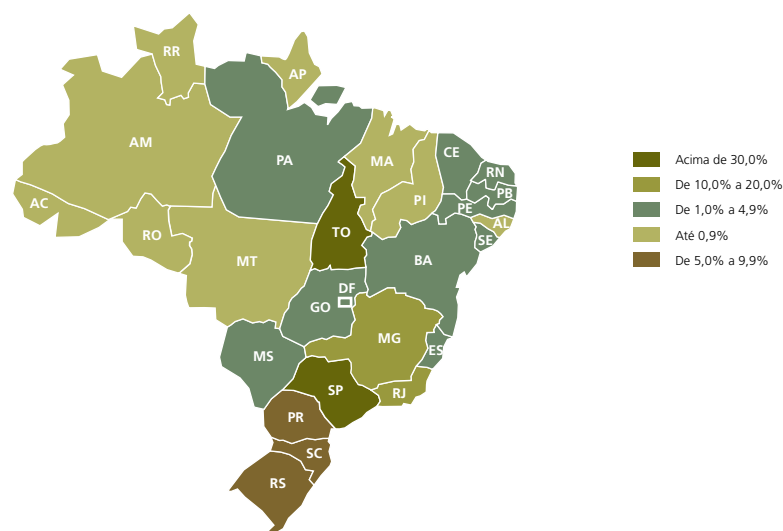 RR
AP
AM
PA
MA
CE
RN
PB
PE
PI
AL
SE
AC
RO
TO
MT
BA
DF
GO
MG
MS
ES
SP
RJ
PR
SC
RS
Acima de 30,0%
De 10,0% a 20,0%
De 1,0% a 4,9%
Até 0,9%
De 5,0% a 9,9%